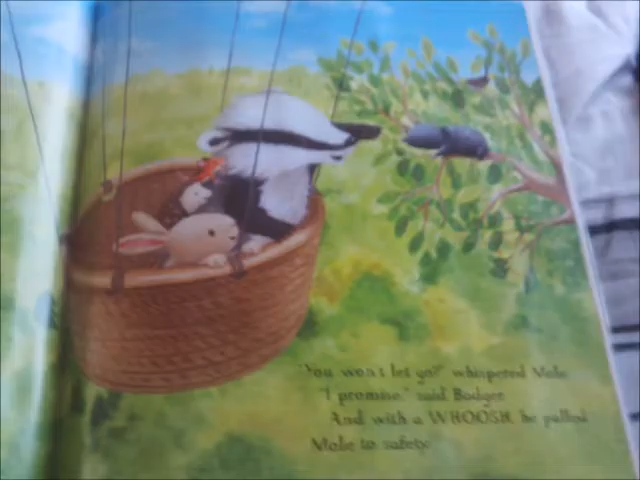 "You won't let go?" whispered Mole.
"I promise," said Badger.
And with a WHOOSH, he pulled
Mole to safety.